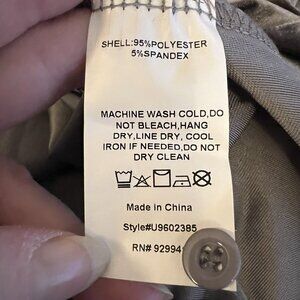 SHELL:95%POLYESTER
5%SPANDEX
MACHINE WASH COLD,DO
NOT BLEACH,HANG
DRY,LINE DRY, COOL
IRON IF NEEDED,DO NOT
DRY CLEAN
Made in China
Style#U9602385
RN#